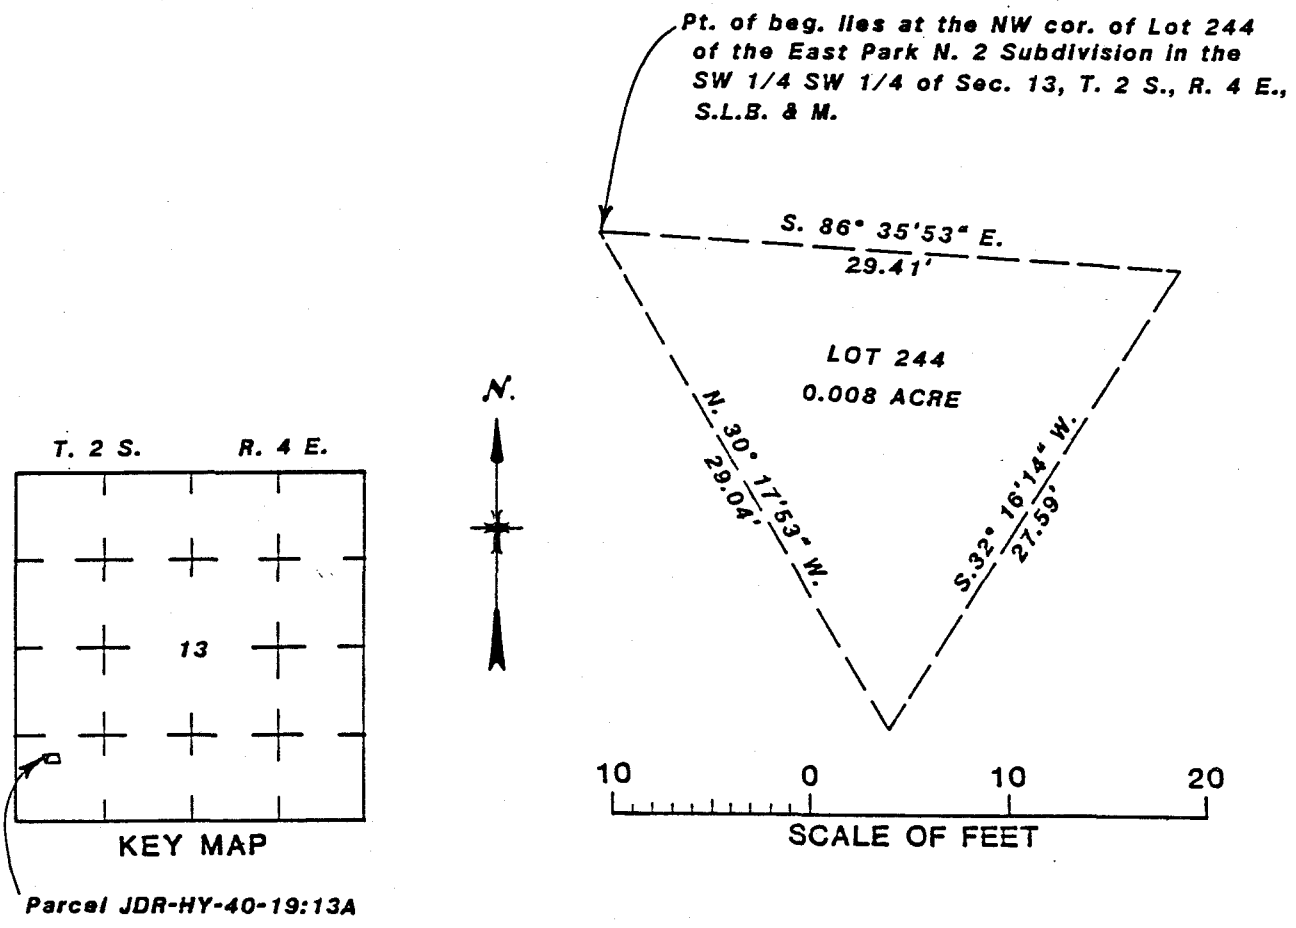 Pt. of beg. lies at the NW cor. of Lot 244
of the East Park N. 2 Subdivision in the
SW 1/4 SW 1/4 of Sec. 13, T. 2 S., R. 4 E.,
S.L.B. & M.
S. 86° 35'53" E.
29.41'
LOT 244
0.008 ACRE
N. 30° 17'53" W.
29.04'
S.32° 16'14" W.
27.59'
N.
T. 2 S. R. 4 E.
13
10 0 10 20
SCALE OF FEET
KEY MAP
Parcel JDR-HY-40-19:13A